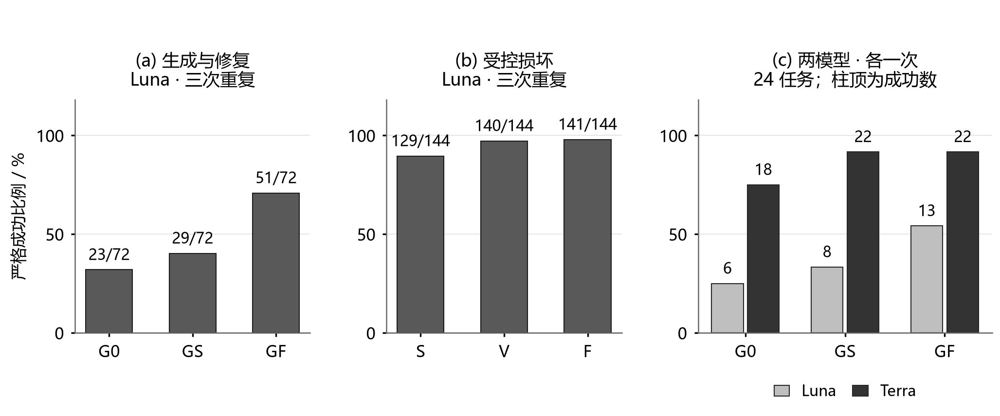 (a) 生成与修复
Luna · 三次重复
严格成功比例 / %
100
50
0
23/72
29/72
51/72
G0
GS
GF
(b) 受控损坏
Luna · 三次重复
100
50
0
129/144
140/144
141/144
S
V
F
(c) 两模型 · 各一次
24 任务；柱顶为成功数
100
50
0
6
18
8
22
13
22
G0
GS
GF
Luna
Terra